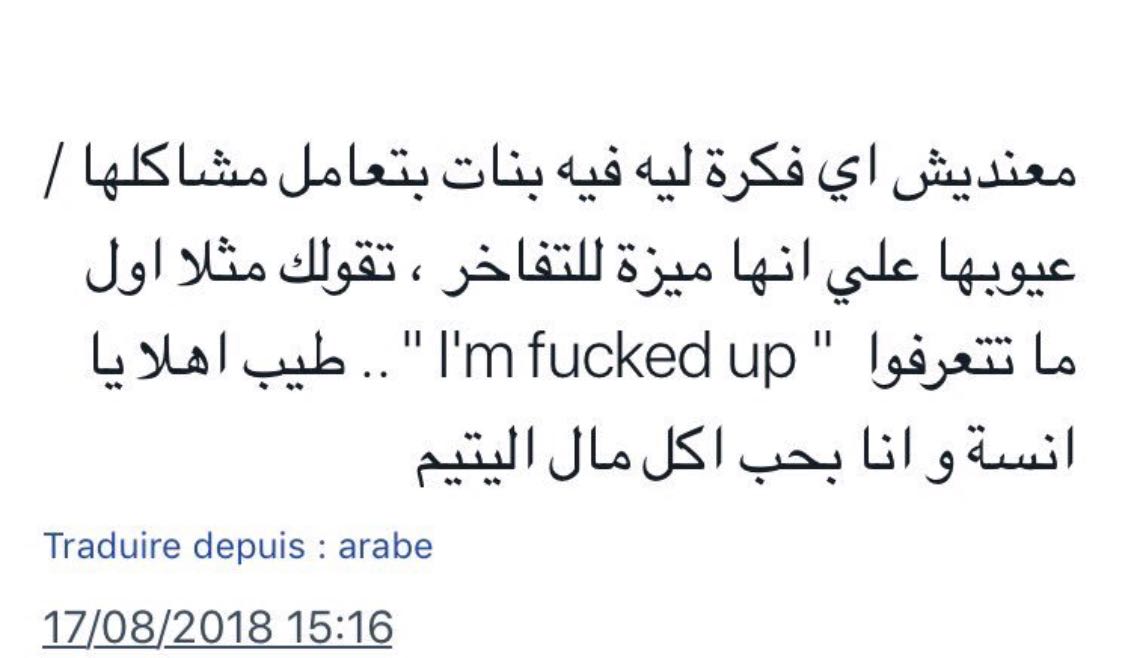 معنديش اي فكرة ليه فيه بنات بتعامل مشاكلها /
عيوبها علي انها ميزة للتفاخر ، تقولك مثلا اول
ما تتعرفوا " I'm fucked up " .. طيب اهلا يا
انسة و انا بحب اكل مال اليتيم
Traduire depuis : arabe
17/08/2018 15:16